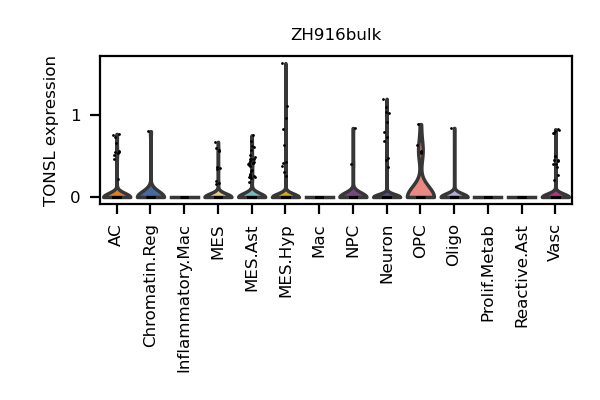 ZH916bulk
TONSL expression
1
0
AC
Chromatin.Reg
Inflammatory.Mac
MES
MES.Ast
MES.Hyp
Mac
NPC
Neuron
OPC
Oligo
Prolif.Metab
Reactive.Ast
Vasc